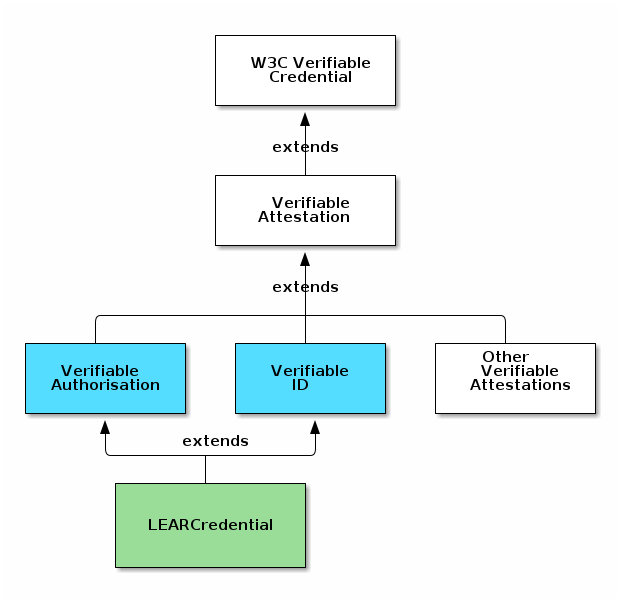 W3C Verifiable
Credential
extends
Verifiable
Attestation
extends
Verifiable
Authorisation
Verifiable
ID
Other
Verifiable
Attestations
extends
LEARCredential